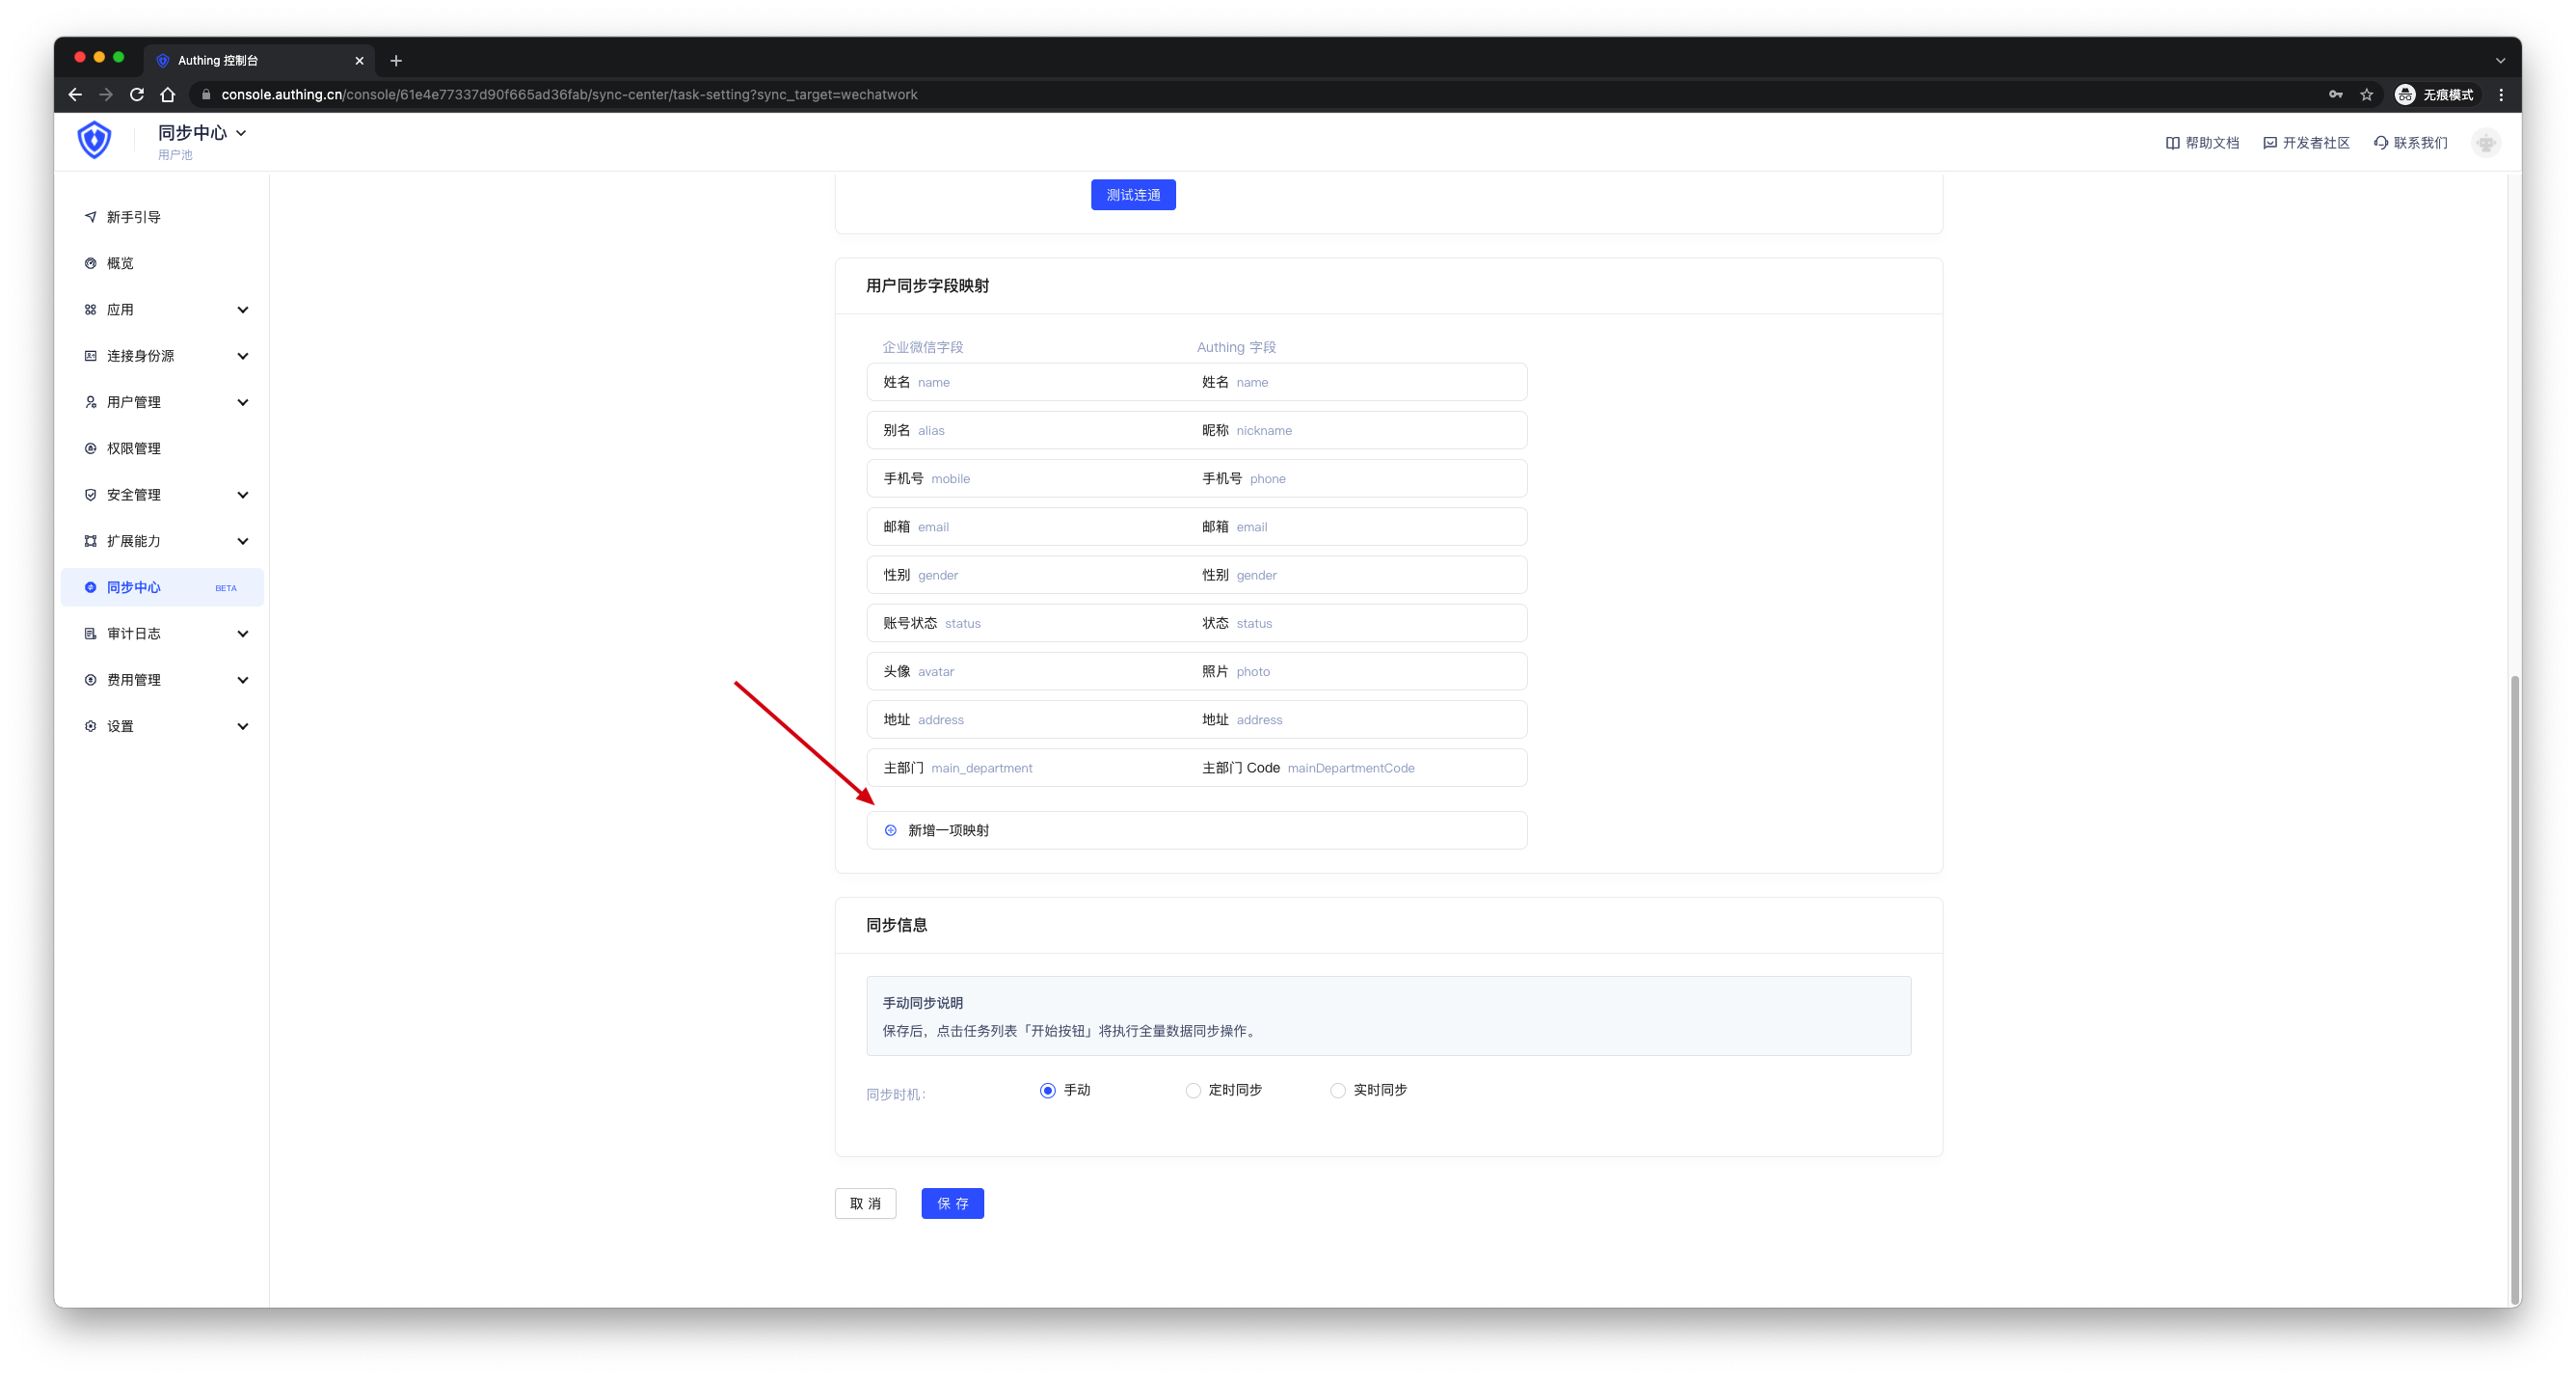 Authing 控制台
console.authing.cn/console/61e4e77337d90f665ad36fab/sync-center/task-setting?sync_target=wechatwork
无痕模式
同步中心
用户池
帮助文档
开发者社区
联系我们
新手引导
概览
应用
连接身份源
用户管理
权限管理
安全管理
扩展能力
同步中心 BETA
审计日志
费用管理
设置
测试连通
用户同步字段映射
企业微信字段 Authing 字段
姓名 name 姓名 name
别名 alias 昵称 nickname
手机号 mobile 手机号 phone
邮箱 email 邮箱 email
性别 gender 性别 gender
账号状态 status 状态 status
头像 avatar 照片 photo
地址 address 地址 address
主部门 main_department 主部门 Code mainDepartmentCode
新增一项映射
同步信息
手动同步说明
保存后，点击任务列表「开始按钮」将执行全量数据同步操作。
同步时机： 手动 定时同步 实时同步
取 消 保 存